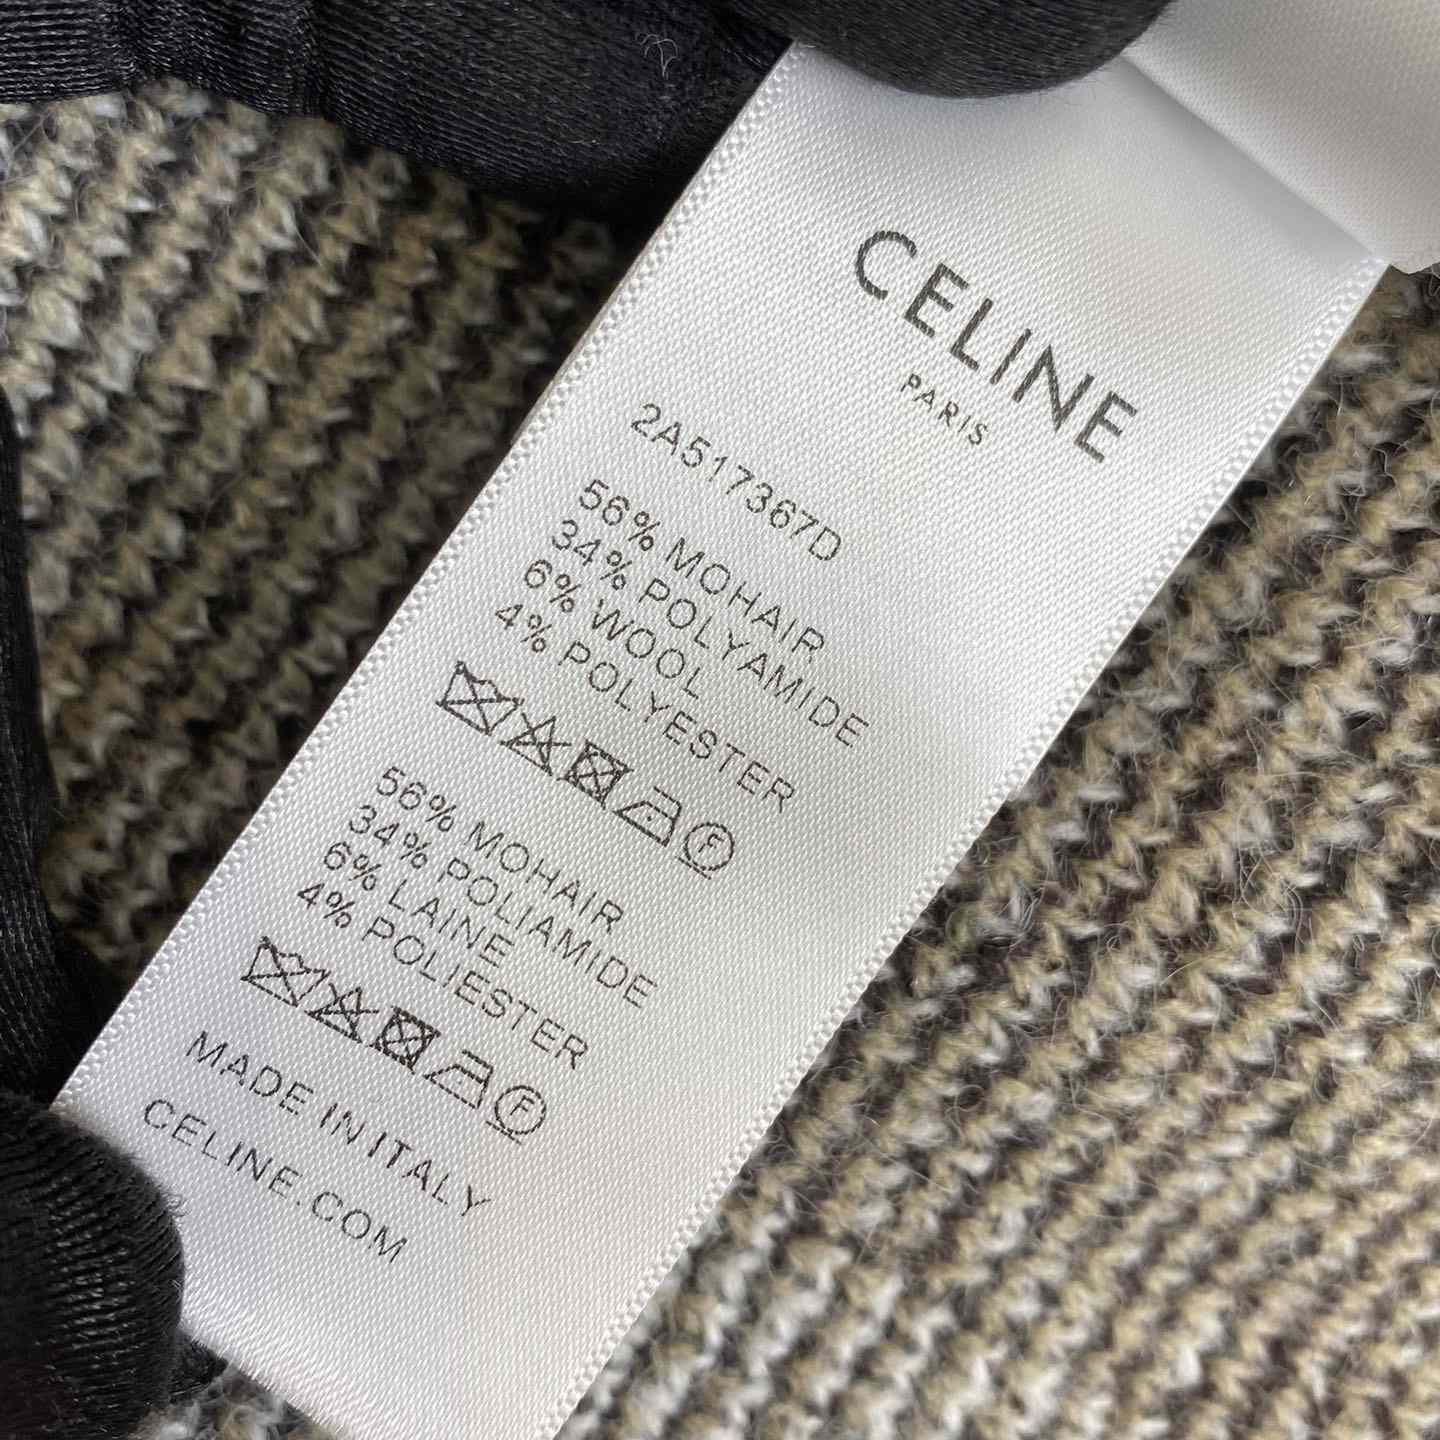 CELINE
PARIS
2A517367D
56% MOHAIR
34% POLYAMIDE
6% WOOL
4% POLYESTER
F
56% MOHAIR
34% POLIAMIDE
6% LAINE
4% POLIESTER
F
MADE IN ITALY
CELINE.COM